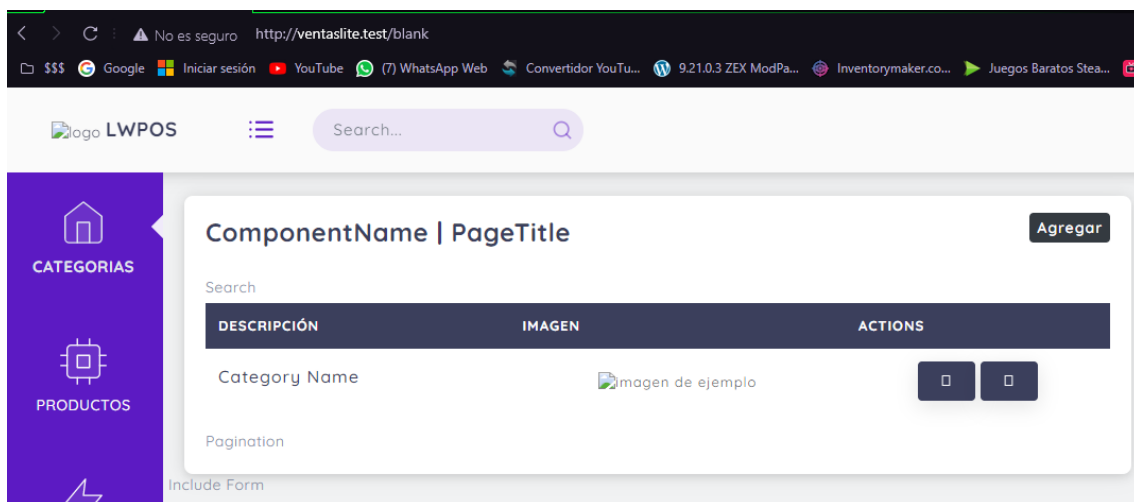 No es seguro http://ventaslite.test/blank
$$$ Google Iniciar sesión YouTube (7) WhatsApp Web Convertidor YouTu... 9.21.0.3 ZEX ModPa... Inventorymaker.co... Juegos Baratos Stea...
logo LWPOS Search...
CATEGORIAS
PRODUCTOS
ComponentName | PageTitle Agregar
Search
DESCRIPCIÓN IMAGEN ACTIONS
Category Name imagen de ejemplo
Pagination
Include Form